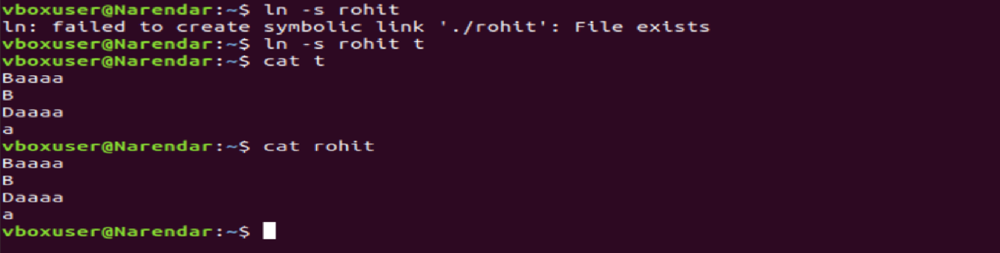 vboxuser@Narendar:~$ ln -s rohit
ln: failed to create symbolic link './rohit': File exists
vboxuser@Narendar:~$ ln -s rohit t
vboxuser@Narendar:~$ cat t
Baaaa
B
Daaaa
a
vboxuser@Narendar:~$ cat rohit
Baaaa
B
Daaaa
a
vboxuser@Narendar:~$